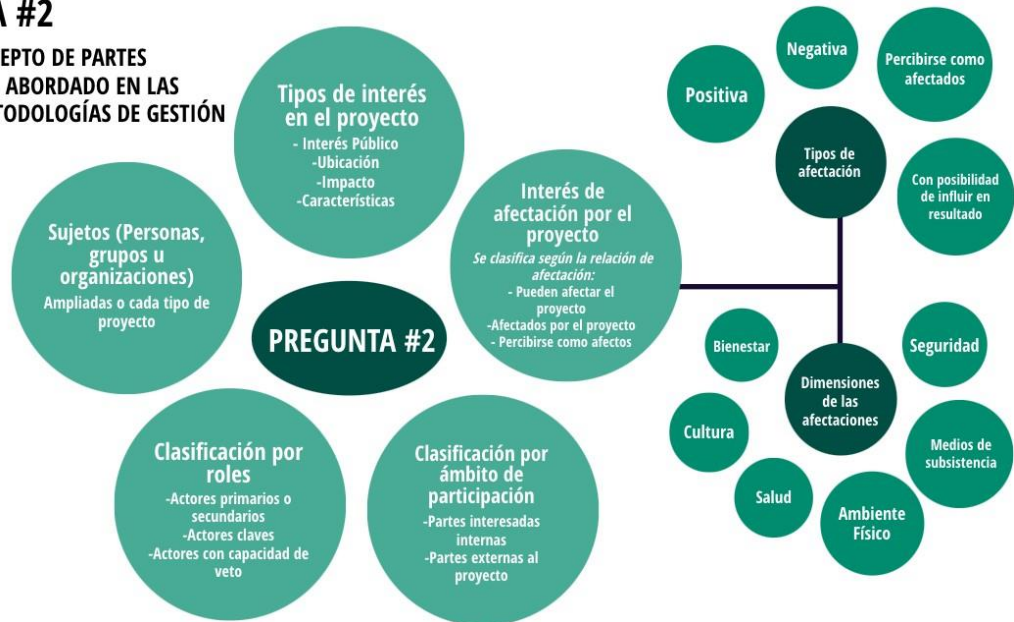 A #2
EPTO DE PARTES
ABORDADO EN LAS
TODOLOGÍAS DE GESTIÓN
Tipos de interés
en el proyecto
- Interés Público
-Ubicación
-Impacto
-Características
Sujetos (Personas,
grupos u
organizaciones)
Ampliadas o cada tipo de
proyecto
Interés de
afectación por el
proyecto
Se clasifica según la relación de
afectación:
- Pueden afectar el
proyecto
-Afectados por el proyecto
- Percibirse como afectos
PREGUNTA #2
Clasificación por
roles
-Actores primarios o
secundarios
-Actores claves
-Actores con capacidad de
veto
Clasificación por
ámbito de
participación
-Partes interesadas
internas
-Partes externas al
proyecto
Positiva
Negativa
Percibirse como
afectados
Tipos de
afectación
Con posibilidad
de influir en
resultado
Bienestar
Seguridad
Dimensiones
de las
afectaciones
Cultura
Medios de
subsistencia
Salud
Ambiente
Físico